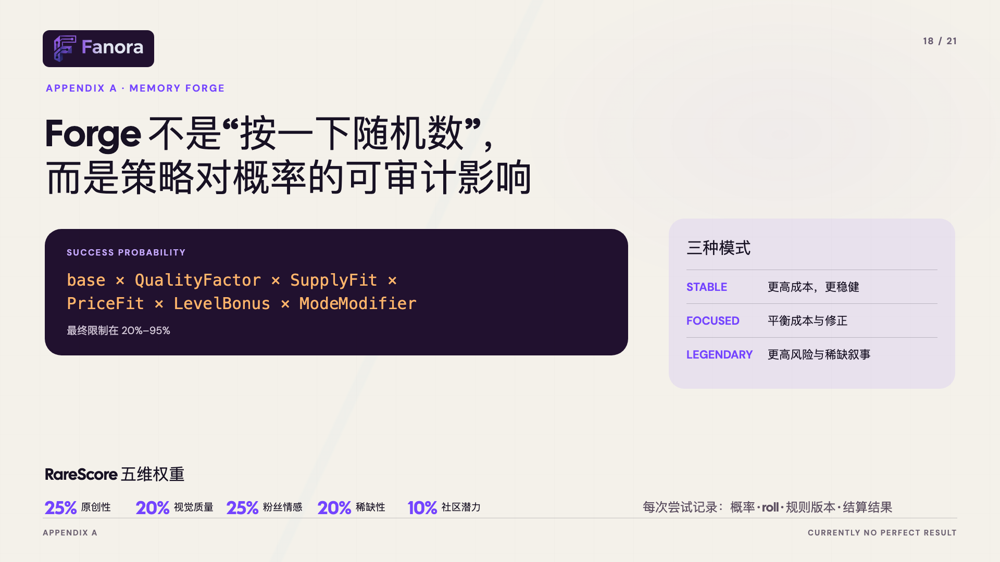 Fanora
18 / 21
APPENDIX A · MEMORY FORGE
Forge 不是“按一下随机数”，
而是策略对概率的可审计影响
SUCCESS PROBABILITY
base × QualityFactor × SupplyFit ×
PriceFit × LevelBonus × ModeModifier
最终限制在 20%–95%
三种模式
STABLE 更高成本，更稳健
FOCUSED 平衡成本与修正
LEGENDARY 更高风险与稀缺叙事
RareScore 五维权重
25% 原创性 20% 视觉质量 25% 粉丝情感 20% 稀缺性 10% 社区潜力
每次尝试记录：概率·roll·规则版本·结算结果
APPENDIX A
CURRENTLY NO PERFECT RESULT